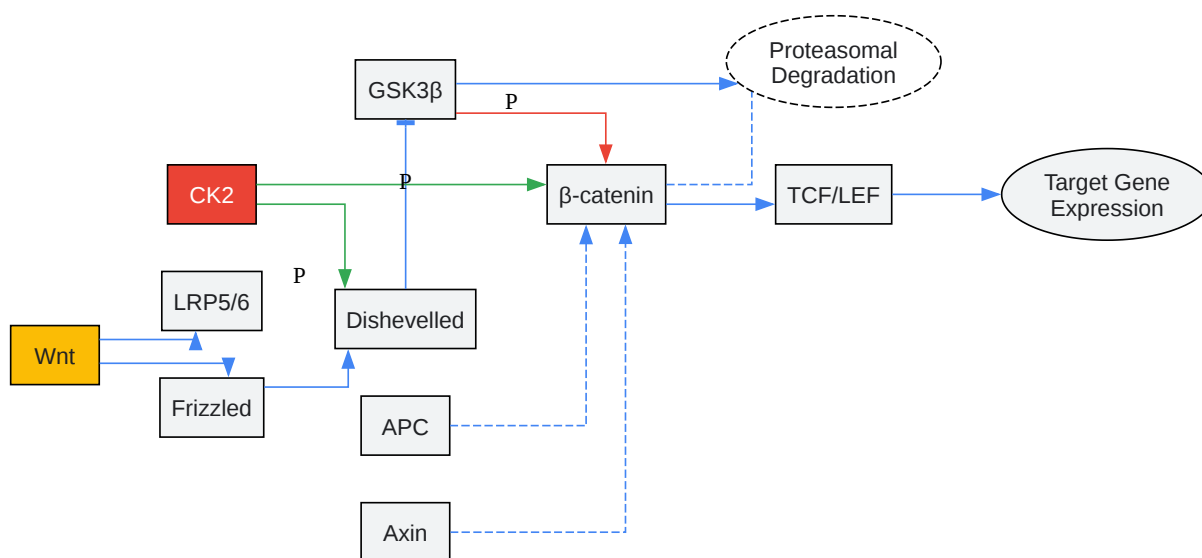 Proteasomal
Degradation
GSK3β
P
CK2
P
β-catenin
TCF/LEF
Target Gene
Expression
P
LRP5/6
Dishevelled
Wnt
Frizzled
APC
Axin